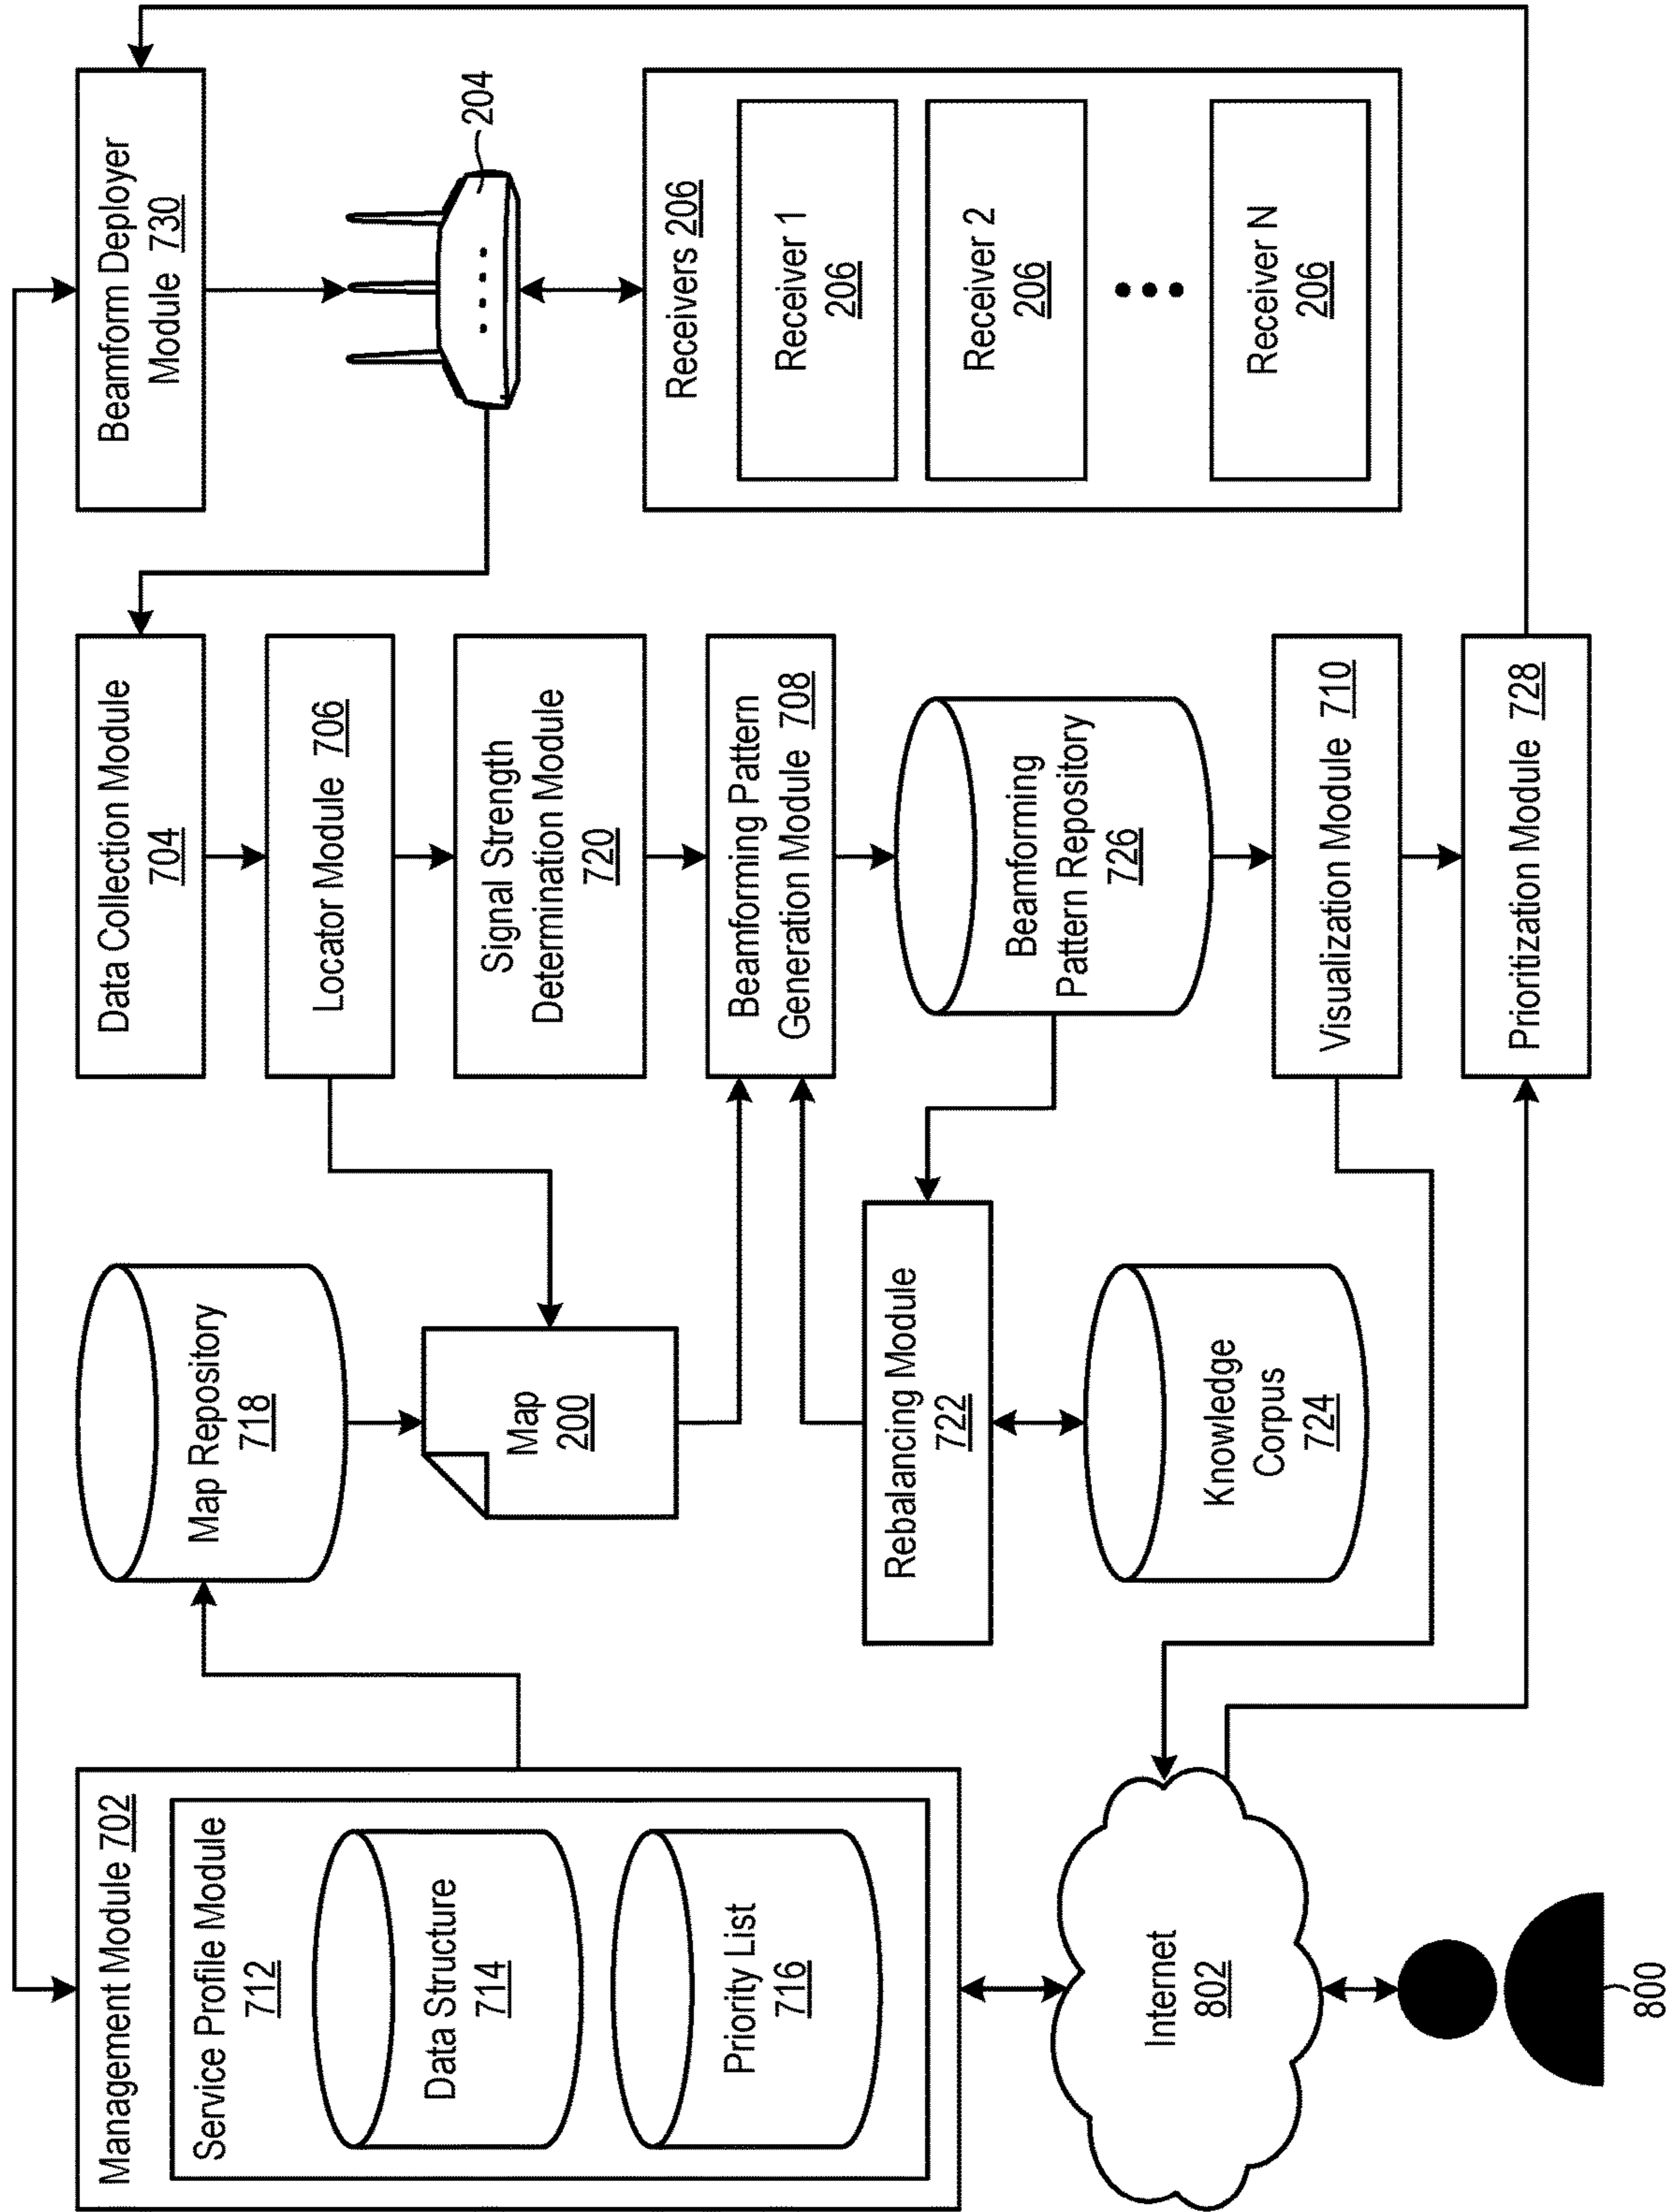 Management Module 702
Service Profile Module
712
Data Structure
714
Priority List
716
Internet
802
800
Map Repository
718
Map
200
Rebalancing Module
722
Knowledge
Corpus
724
Data Collection Module
704
Locator Module 706
Signal Strength
Determination Module
720
Beamforming Pattern
Generation Module 708
Beamforming
Pattern Repository
726
Visualization Module 710
Prioritization Module 728
Beamform Deployer
Module 730
204
Receivers 206
Receiver 1
206
Receiver 2
206
Receiver N
206